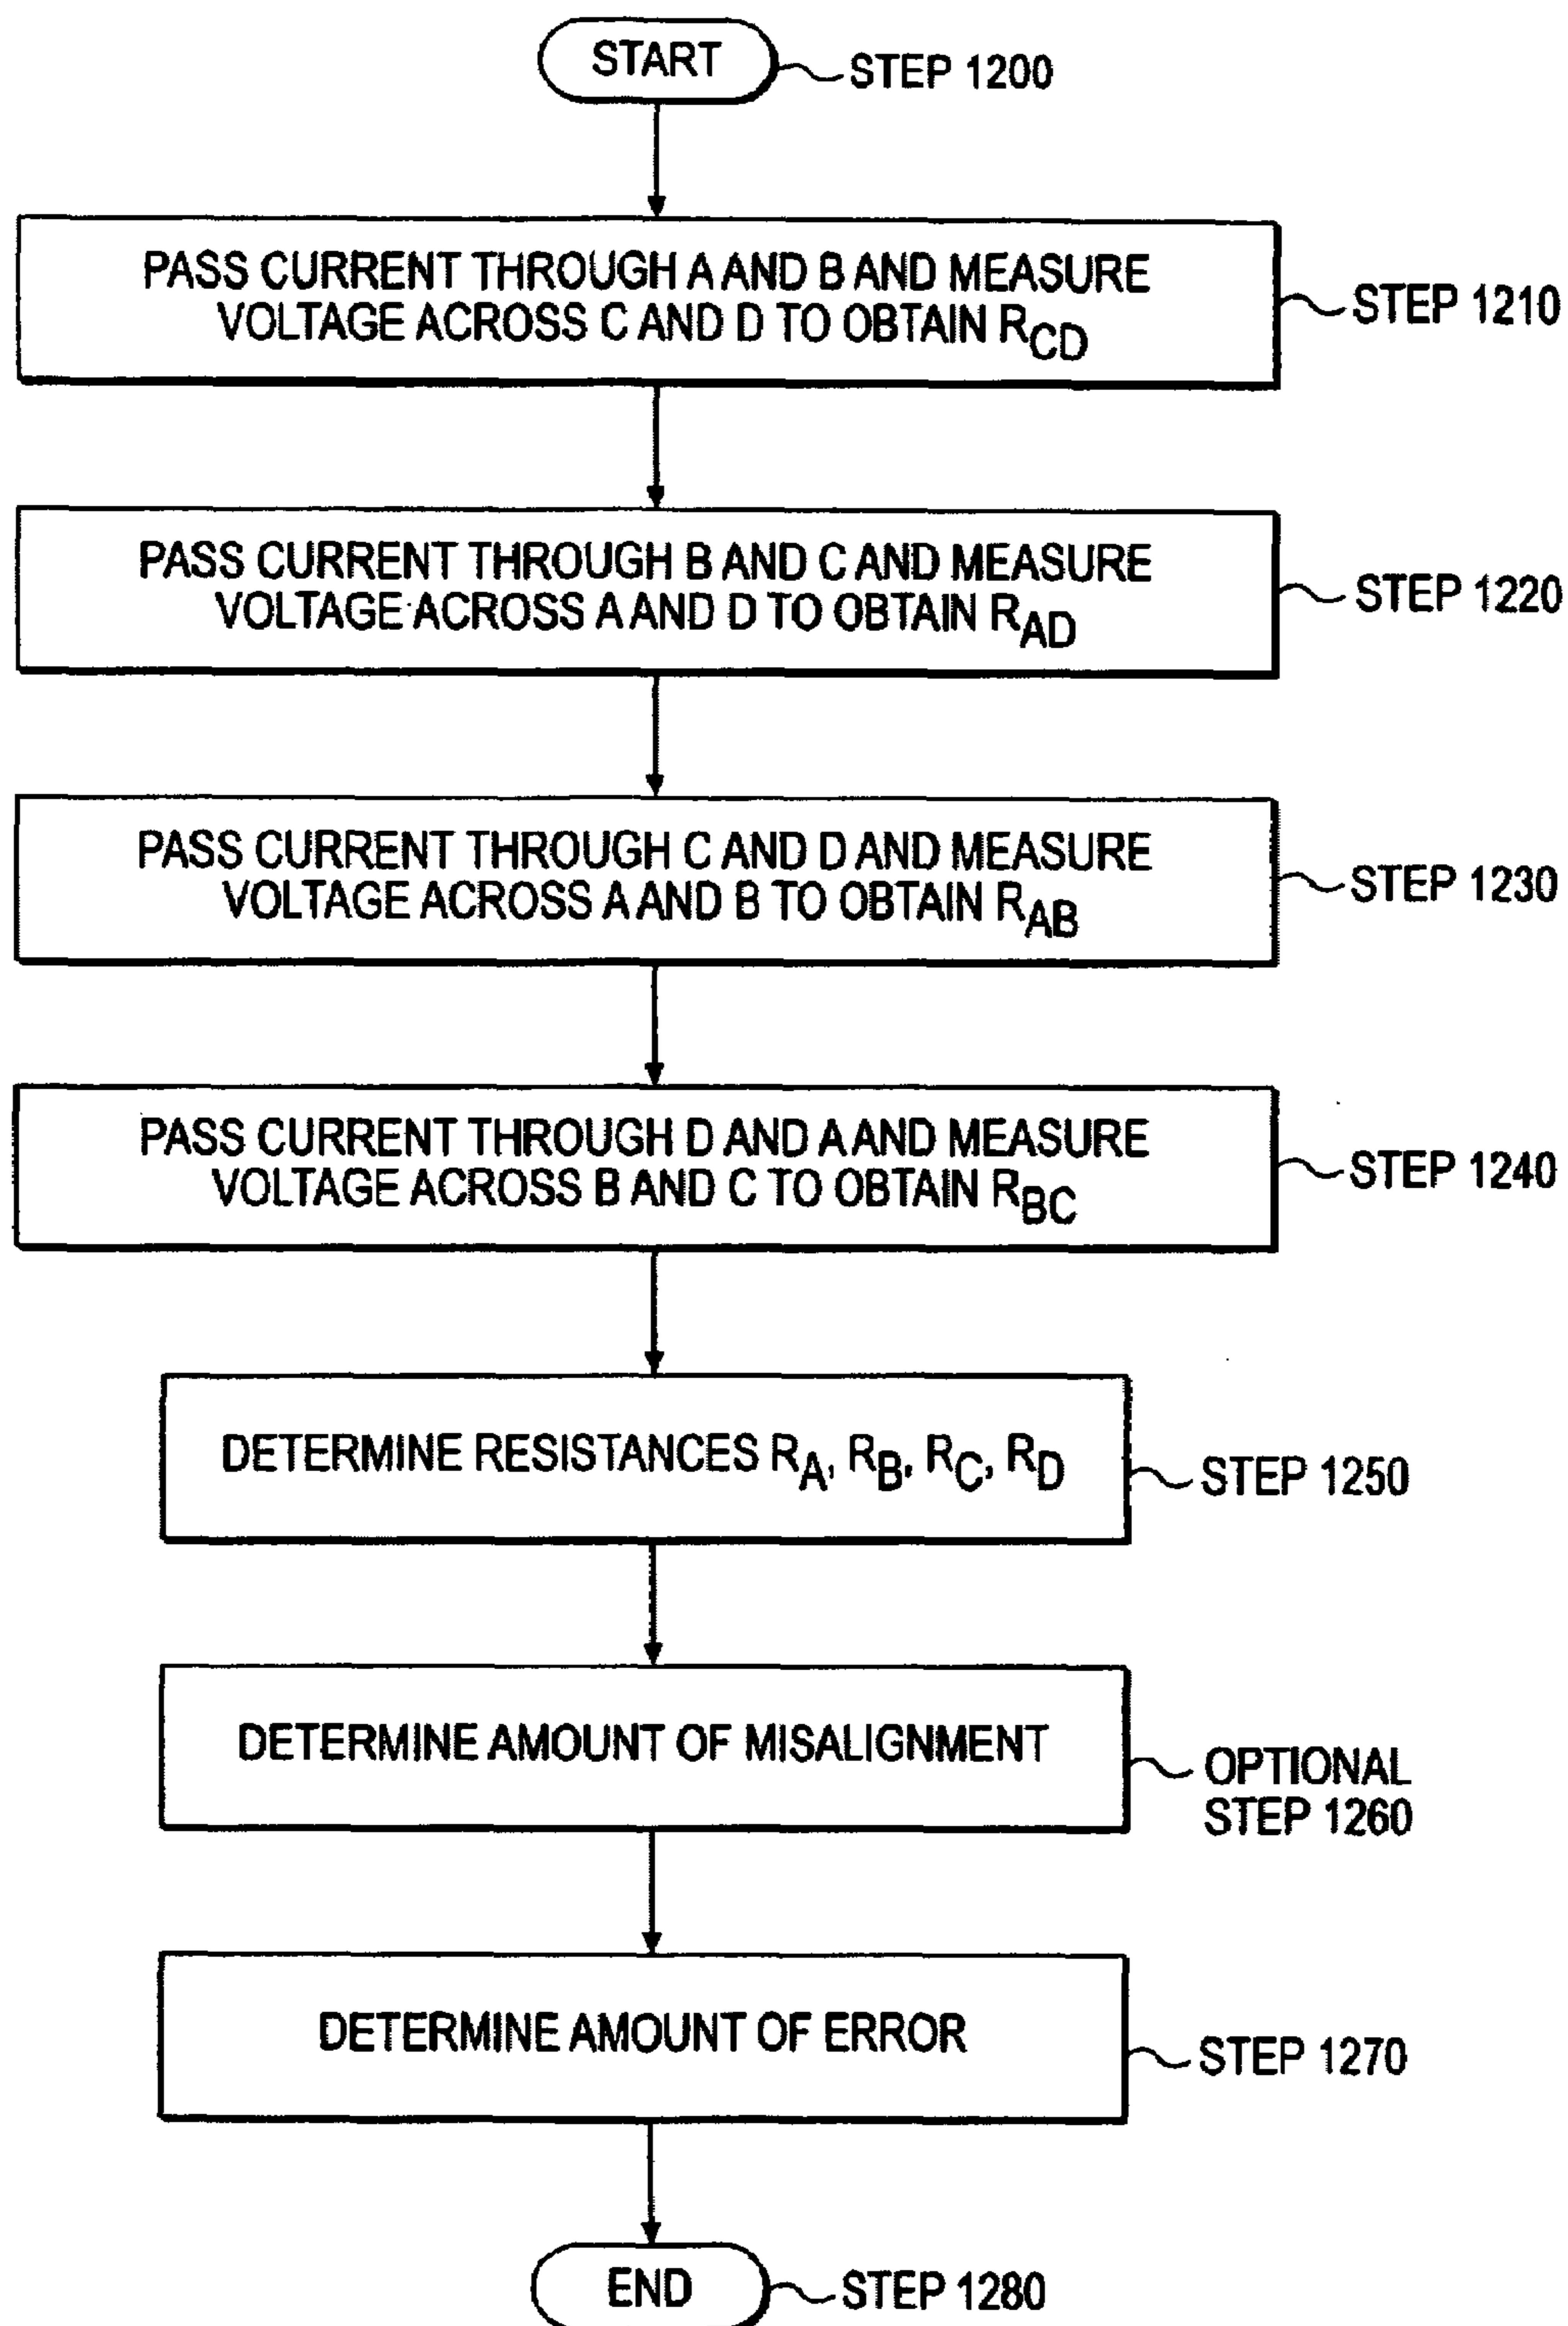 START
STEP 1200
PASS CURRENT THROUGH A AND B AND MEASURE
VOLTAGE ACROSS C AND D TO OBTAIN RCD
STEP 1210
PASS CURRENT THROUGH B AND C AND MEASURE
VOLTAGE ACROSS A AND D TO OBTAIN RAD
STEP 1220
PASS CURRENT THROUGH C AND D AND MEASURE
VOLTAGE ACROSS A AND B TO OBTAIN RAB
STEP 1230
PASS CURRENT THROUGH D AND A AND MEASURE
VOLTAGE ACROSS B AND C TO OBTAIN RBC
STEP 1240
DETERMINE RESISTANCES RA, RB, RC, RD
STEP 1250
DETERMINE AMOUNT OF MISALIGNMENT
OPTIONAL
STEP 1260
DETERMINE AMOUNT OF ERROR
STEP 1270
END
STEP 1280